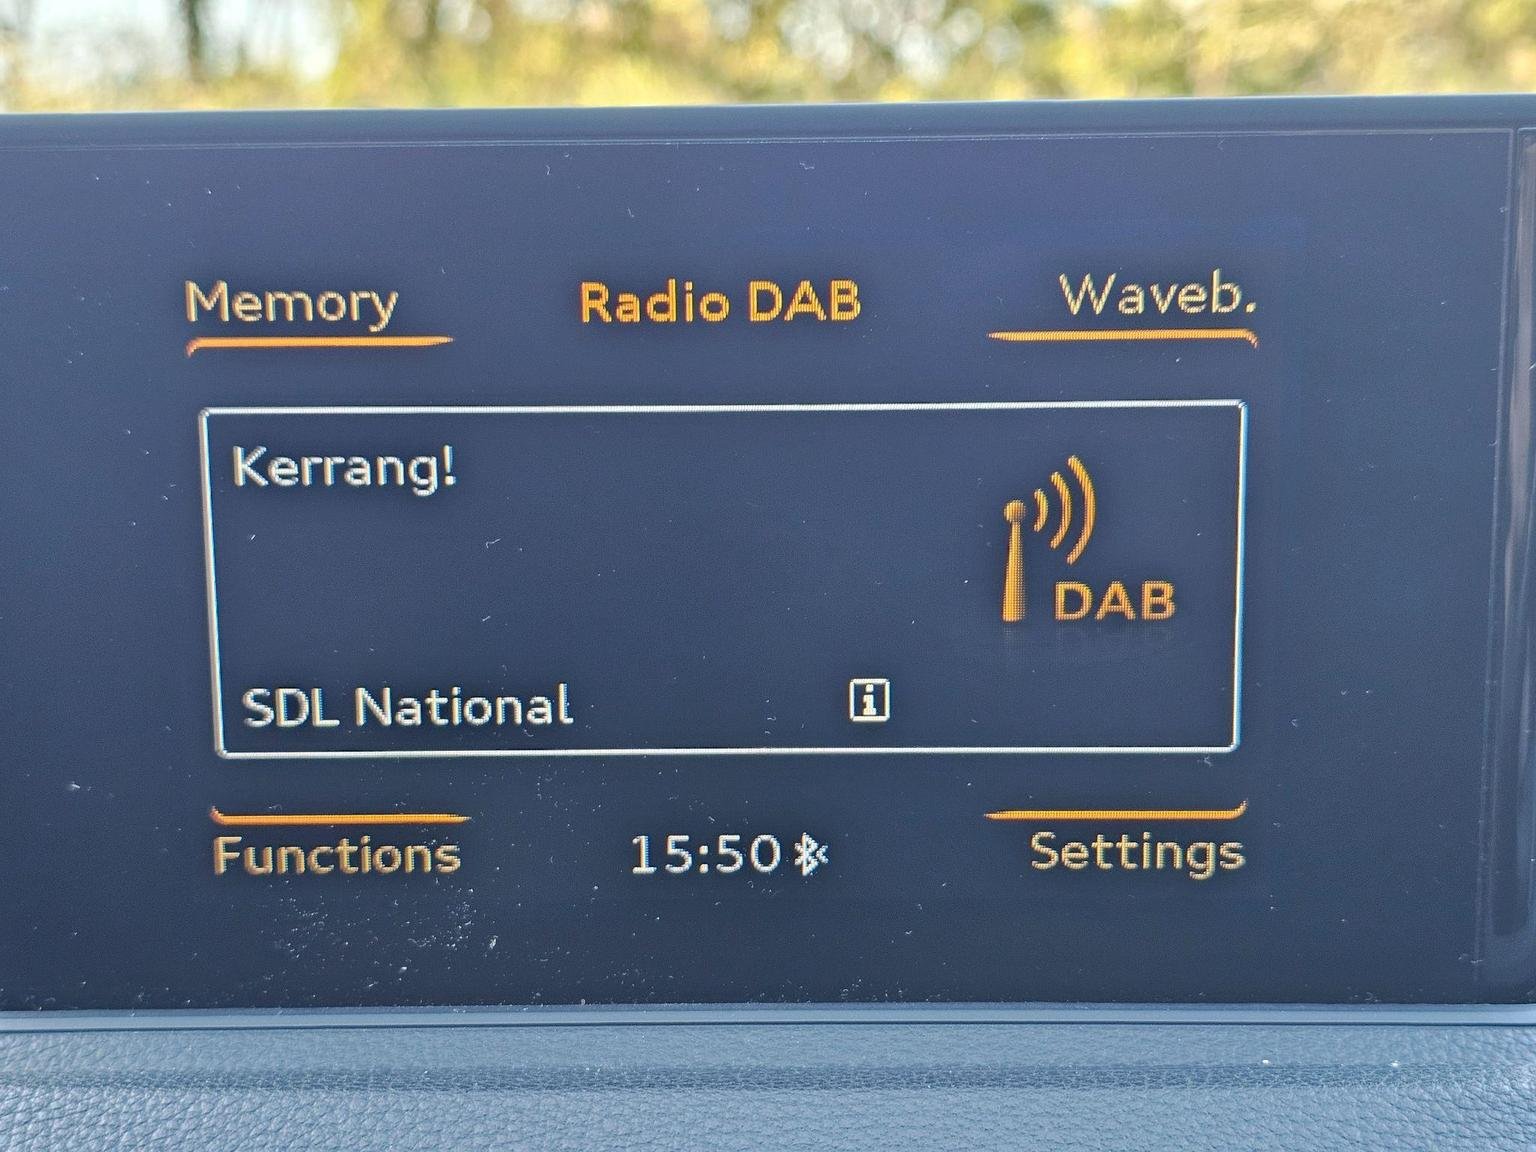 Memory
Radio DAB
Waveb.
Kerrang!
DAB
SDL National
i
Functions
15:50
Settings